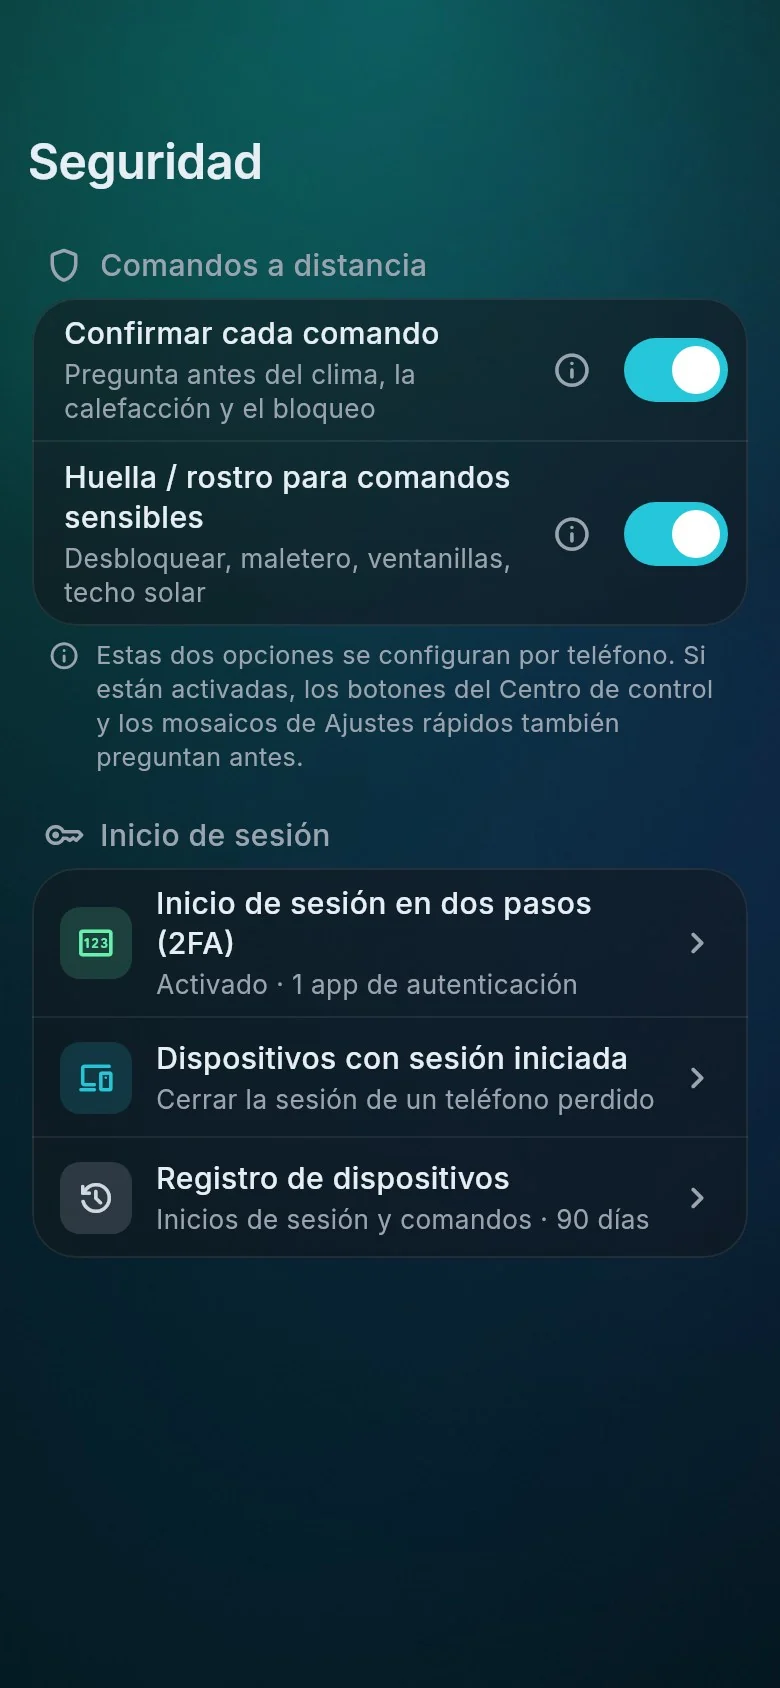 Seguridad
Comandos a distancia
Confirmar cada comando
Pregunta antes del clima, la
calefacción y el bloqueo
Huella / rostro para comandos
sensibles
Desbloquear, maletero, ventanillas,
techo solar
Estas dos opciones se configuran por teléfono. Si
están activadas, los botones del Centro de control
y los mosaicos de Ajustes rápidos también
preguntan antes.
Inicio de sesión
123
Inicio de sesión en dos pasos
(2FA)
Activado · 1 app de autenticación
Dispositivos con sesión iniciada
Cerrar la sesión de un teléfono perdido
Registro de dispositivos
Inicios de sesión y comandos · 90 días